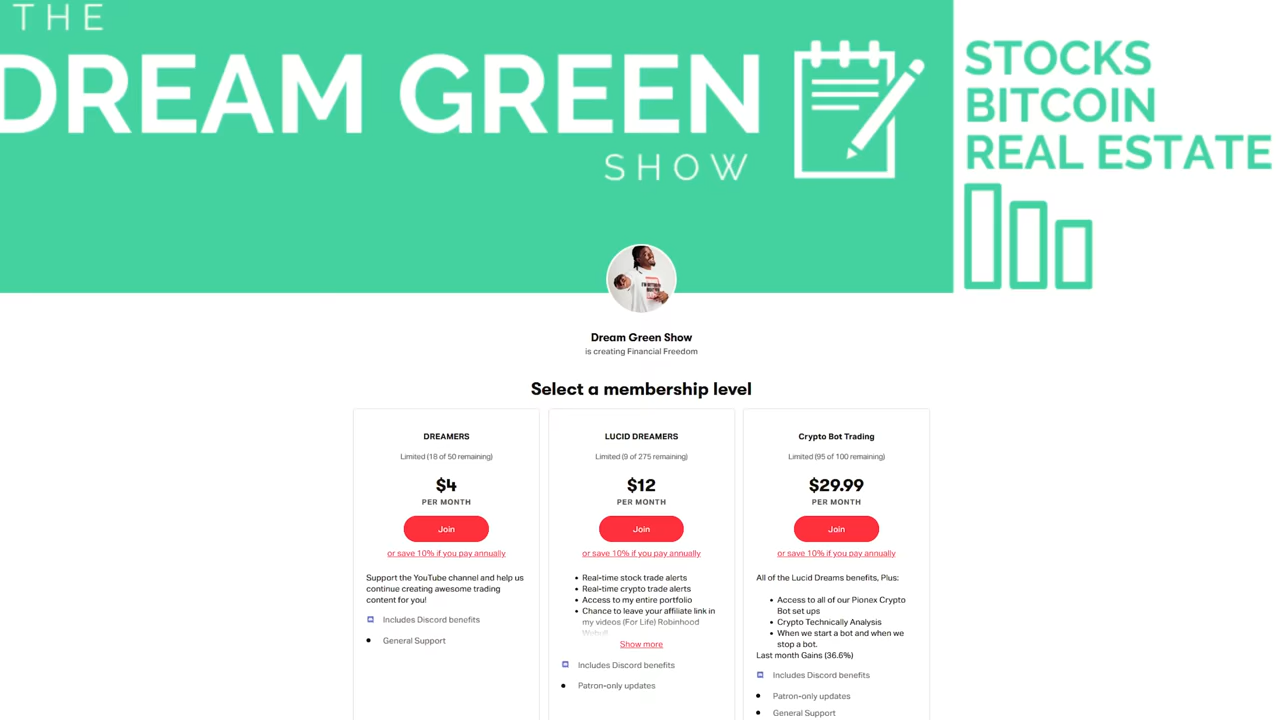 THE
DREAM GREEN
SHOW
STOCKS
BITCOIN
REAL ESTATE
Dream Green Show
is creating Financial Freedom
Select a membership level
DREAMERS
Limited (18 of 50 remaining)
$4
PER MONTH
Join
or save 10% if you pay annually
Support the YouTube channel and help us
continue creating awesome trading
content for you!
Includes Discord benefits
General Support
LUCID DREAMERS
Limited (9 of 275 remaining)
$12
PER MONTH
Join
or save 10% if you pay annually
Real-time stock trade alerts
Real-time crypto trade alerts
Access to my entire portfolio
Chance to leave your affiliate link in
my videos (For Life) Robinhood
Webull
Show more
Includes Discord benefits
Patron-only updates
Crypto Bot Trading
Limited (95 of 100 remaining)
$29.99
PER MONTH
Join
or save 10% if you pay annually
All of the Lucid Dreams benefits, Plus:
Access to all of our Pionex Crypto
Bot set ups
Crypto Technically Analysis
When we start a bot and when we
stop a bot.
Last month Gains (36.6%)
Includes Discord benefits
Patron-only updates
General Support